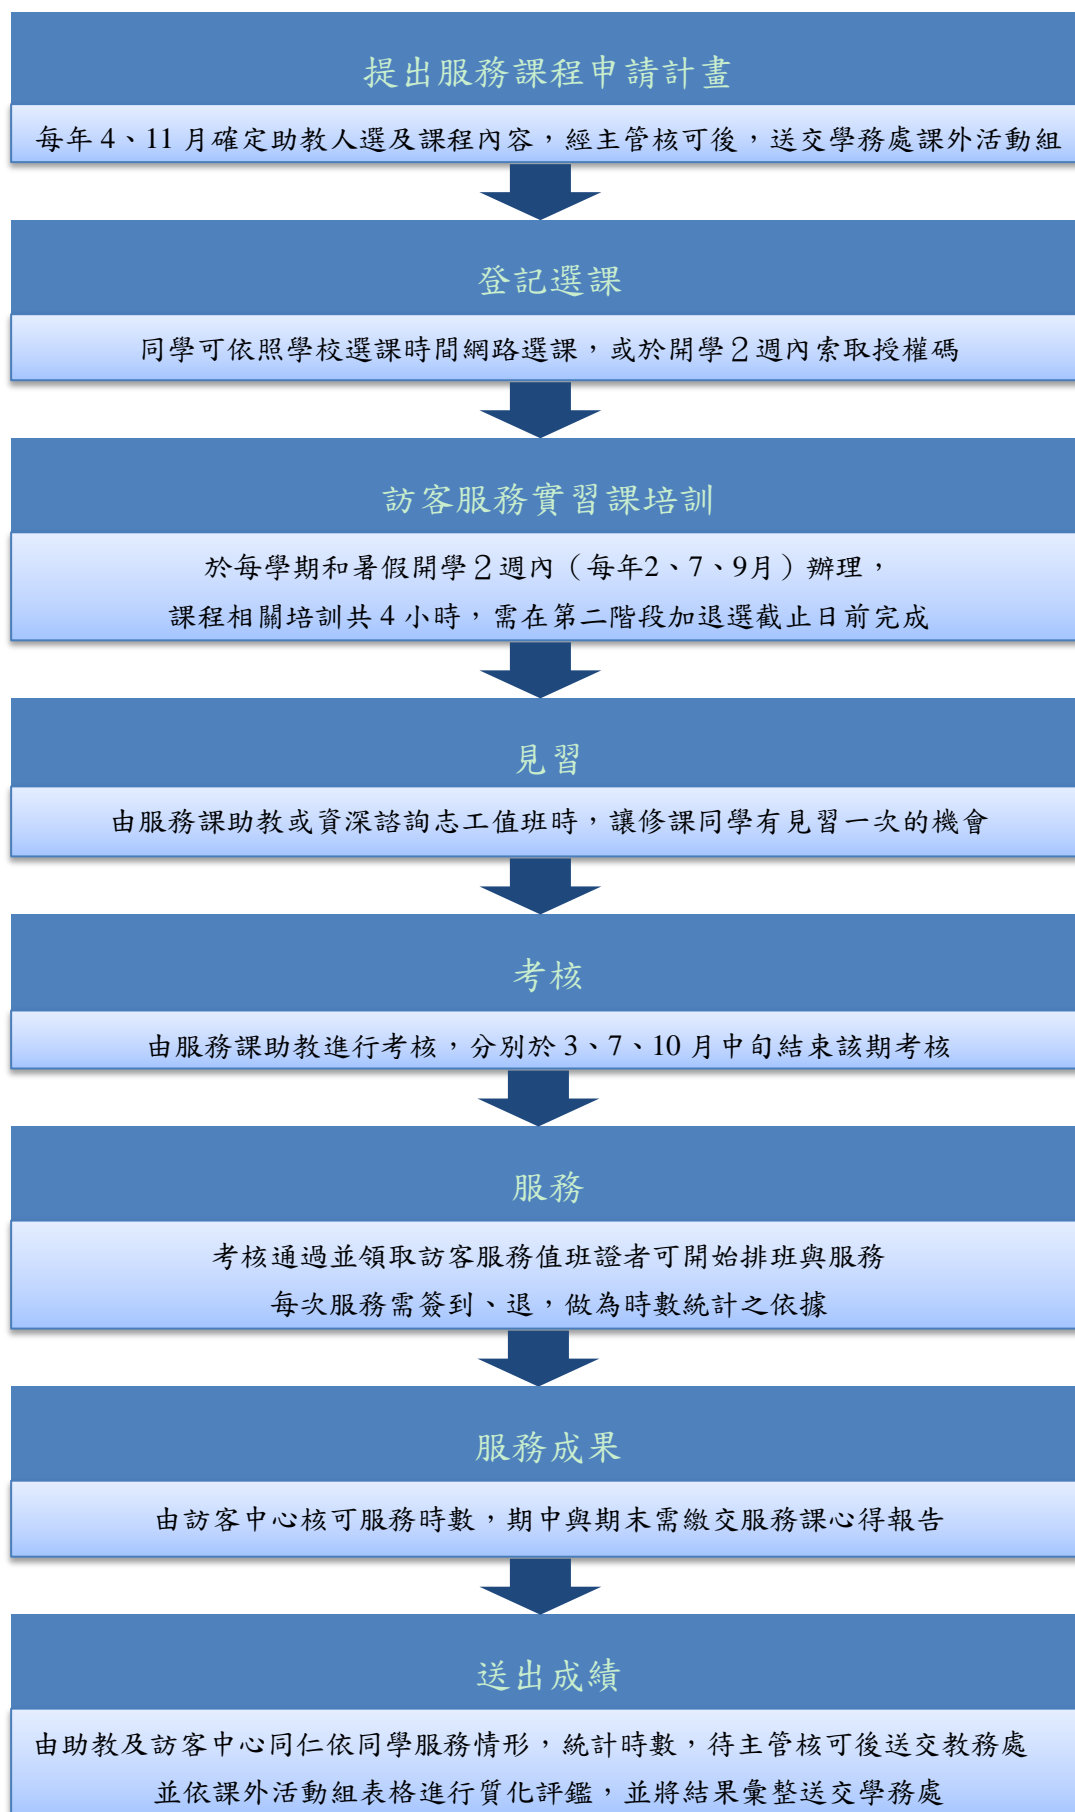 提出服務課程申請計畫
每年 4、11 月確定助教人選及課程內容，經主管核可後，送交學務處課外活動組
登記選課
同學可依照學校選課時間網路選課，或於開學２週內索取授權碼
訪客服務實習課培訓
於每學期和暑假開學２週內（每年2、7、9月）辦理，
課程相關培訓共 4 小時，需在第二階段加退選截止日前完成
見習
由服務課助教或資深諮詢志工值班時，讓修課同學有見習一次的機會
考核
由服務課助教進行考核，分別於 3、7、10 月中旬結束該期考核
服務
考核通過並領取訪客服務值班證者可開始排班與服務
每次服務需簽到、退，做為時數統計之依據
服務成果
由訪客中心核可服務時數，期中與期末需繳交服務課心得報告
送出成績
由助教及訪客中心同仁依同學服務情形，統計時數，待主管核可後送交教務處
並依課外活動組表格進行質化評鑑，並將結果彙整送交學務處